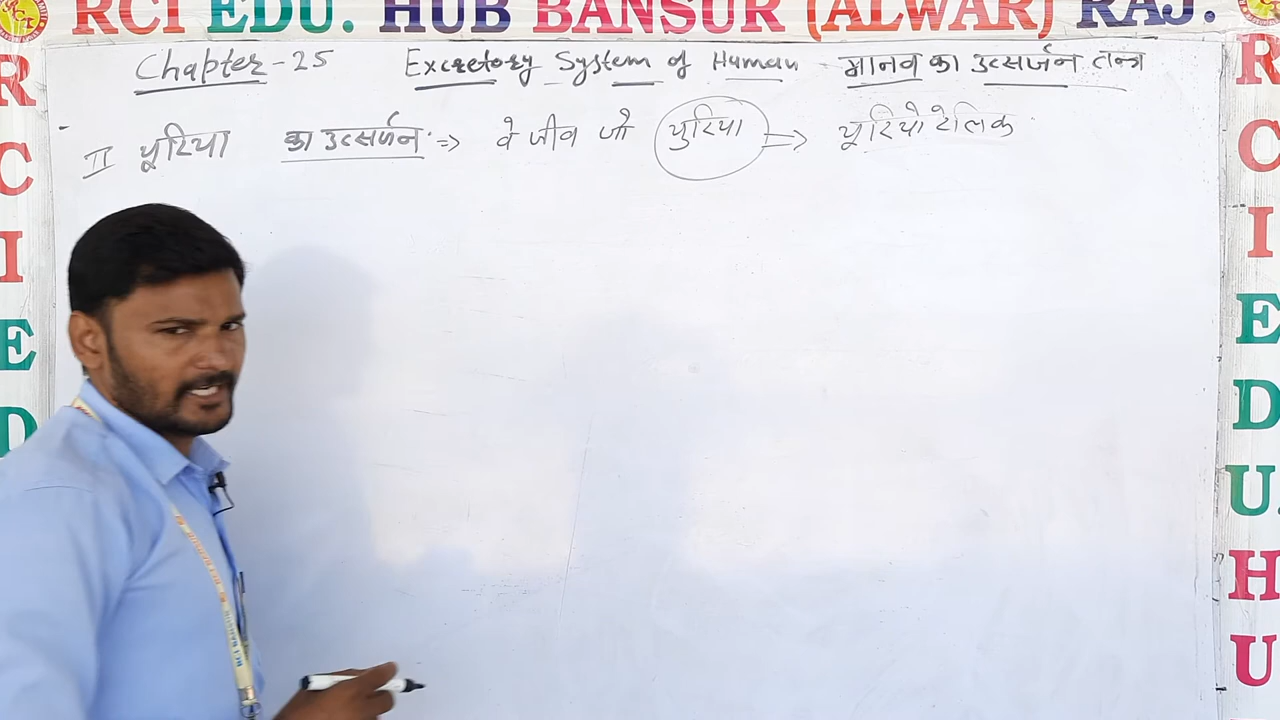 RCI EDU. HUB BANSUR (ALWAR) RAJ.
Chapter-25 Excretory System of Human मानव का उत्सर्जन तन्त्र
II यूरिया का उत्सर्जन => वे जीव जो युरिया => यूरियोटेलिक
R
C
I
E
D
R
C
I
E
D
U.
H
U